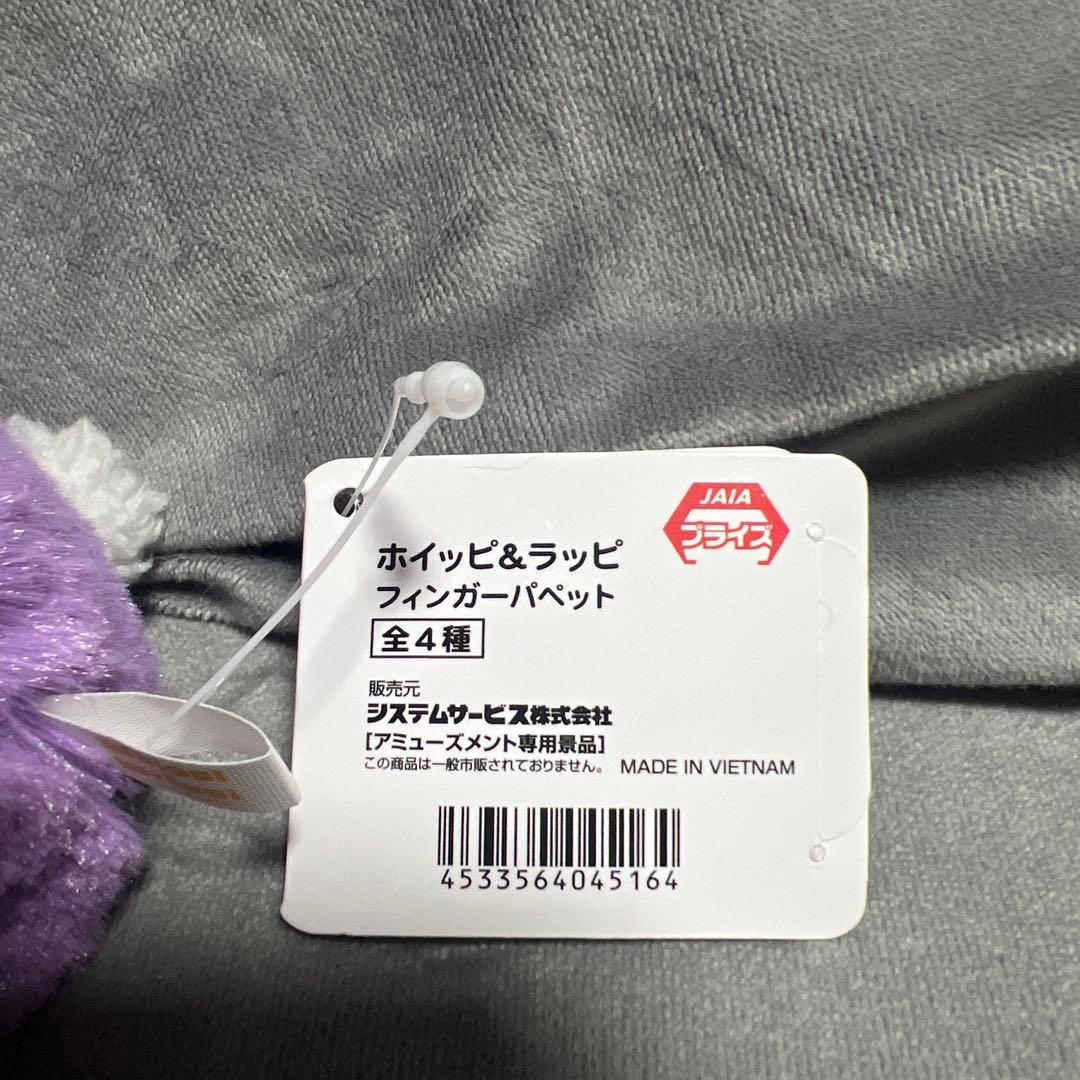 JAIA
プライズ
ホイッピ&ラッピ
フィンガーパペット
全4種
販売元
システムサービス株式会社
[アミューズメント専用景品]
この商品は一般市販されておりません。 MADE IN VIETNAM
4533564045164